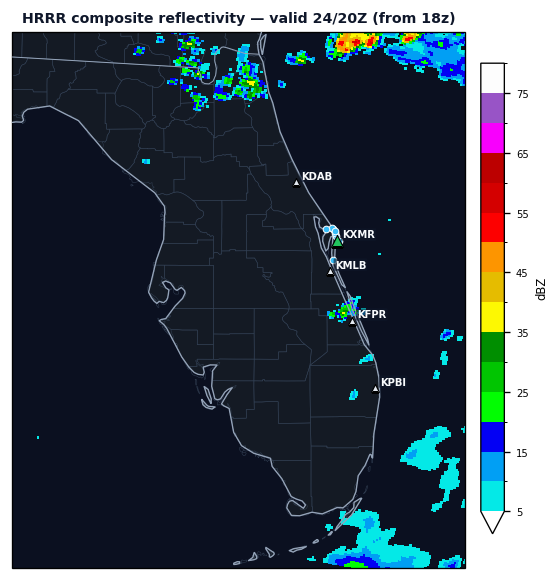 HRRR composite reflectivity — valid 24/20Z (from 18z)
75
65
55
45
35
25
15
5
dBZ
KDAB
KXMR
KMLB
KFPR
KPBI